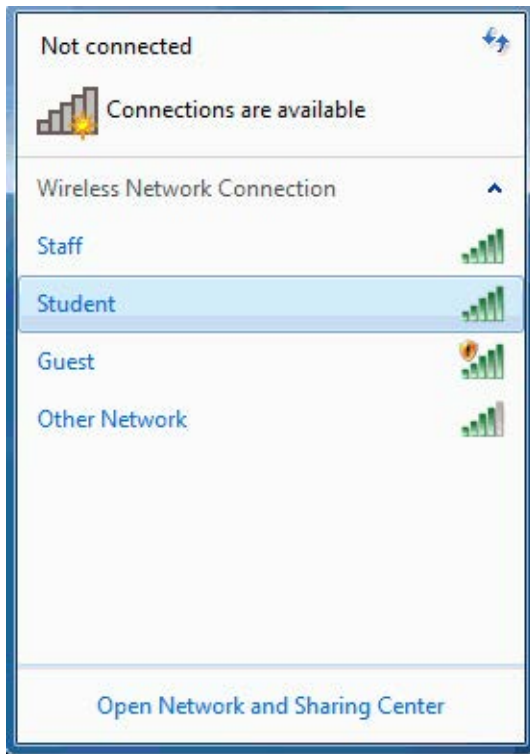 Not connected
Connections are available
Wireless Network Connection
Staff
Student
Guest
Other Network
Open Network and Sharing Center